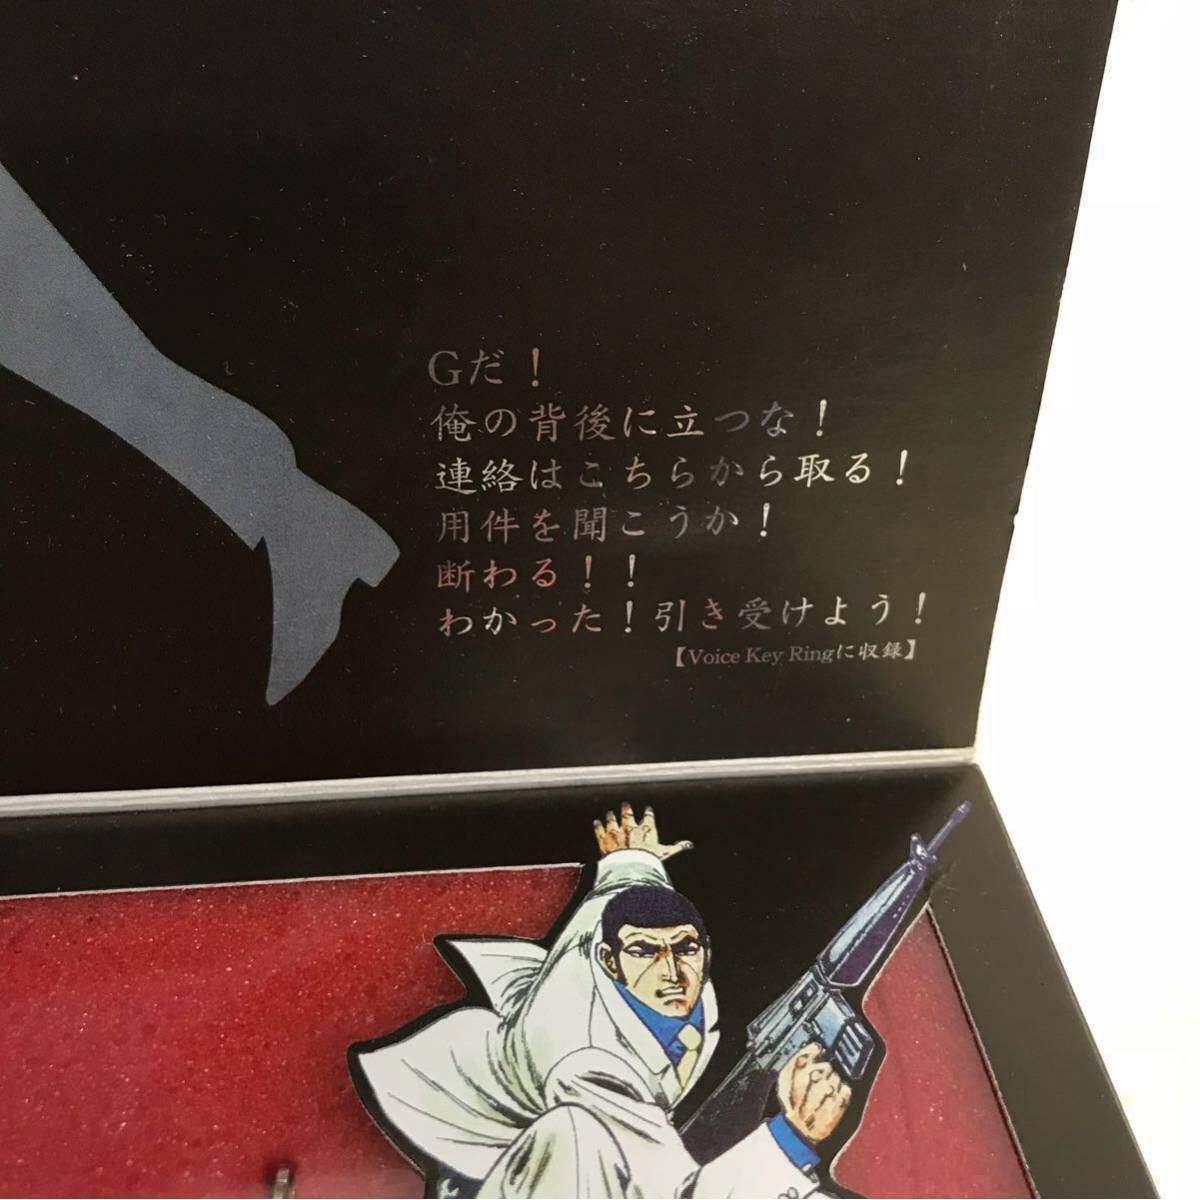 Gだ！
俺の背後に立つな！
連絡はこちらから取る！
用件を聞こうか！
断わる！！
わかった！引き受けよう！
【Voice Key Ringに収録】